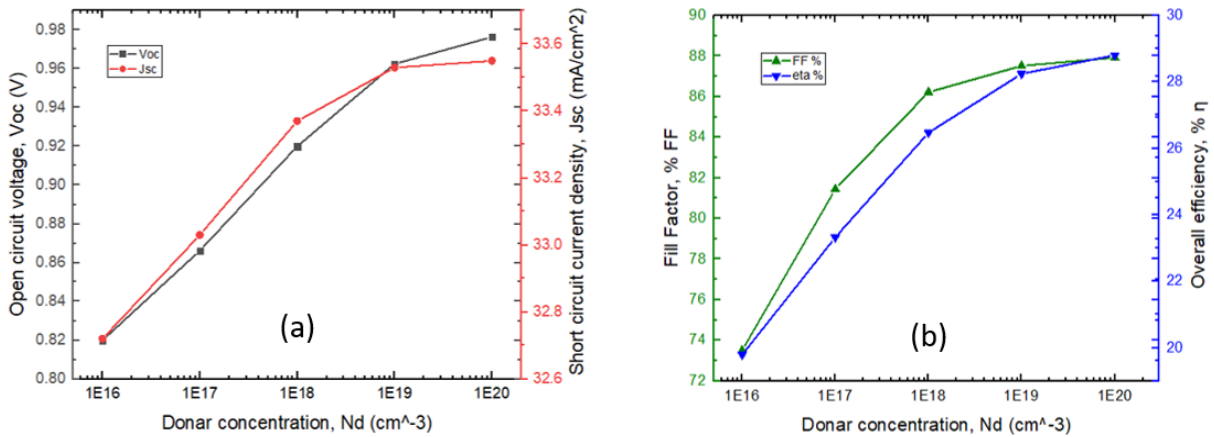 0.98
0.96
0.94
0.92
0.90
0.88
0.86
0.84
0.82
0.80
Open circuit voltage, Voc (V)
Voc
Jsc
33.6
33.4
33.2
33.0
32.8
32.6
Short circuit current density, Jsc (mA/cm^2)
(a)
1E16 1E17 1E18 1E19 1E20
Donar concentration, Nd (cm^-3)
90
88
86
84
82
80
78
76
74
72
Fill Factor, % FF
FF %
eta %
30
28
26
24
22
20
Overall efficiency, % η
(b)
1E16 1E17 1E18 1E19 1E20
Donar concentration, Nd (cm^-3)